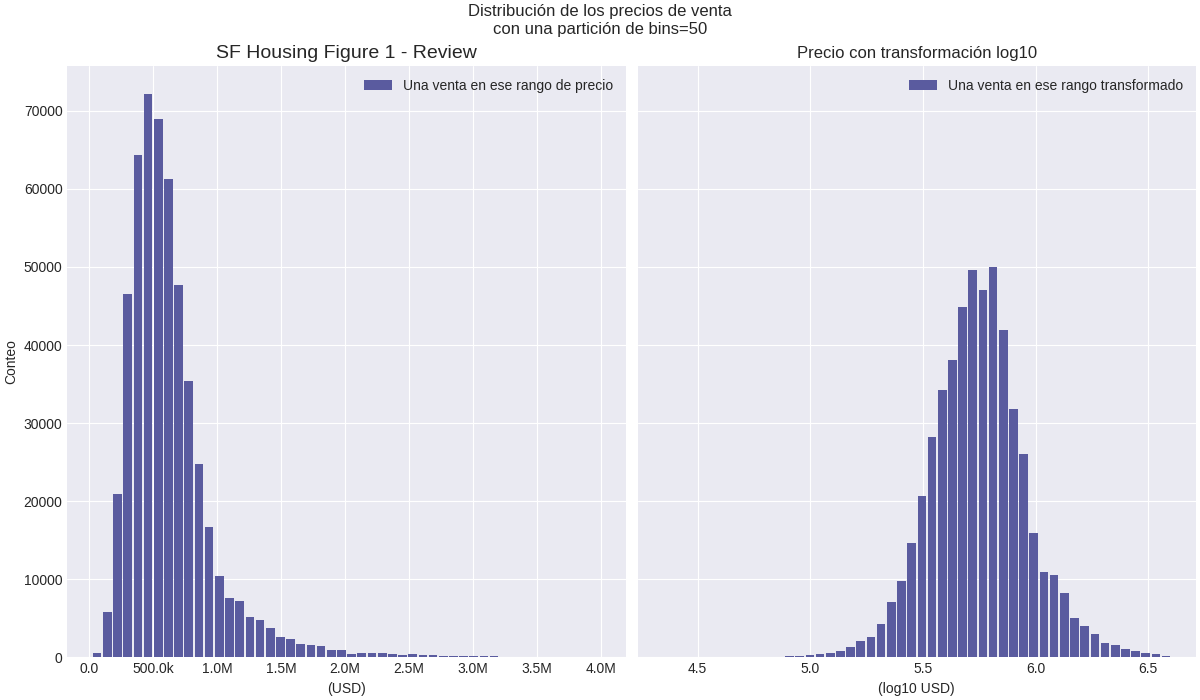 Distribución de los precios de venta
con una partición de bins=50
SF Housing Figure 1 - Review
Una venta en ese rango de precio
Conteo
70000
60000
50000
40000
30000
20000
10000
0
0.0 500.0k 1.0M 1.5M 2.0M 2.5M 3.0M 3.5M 4.0M
(USD)
Precio con transformación log10
Una venta en ese rango transformado
4.5 5.0 5.5 6.0 6.5
(log10 USD)